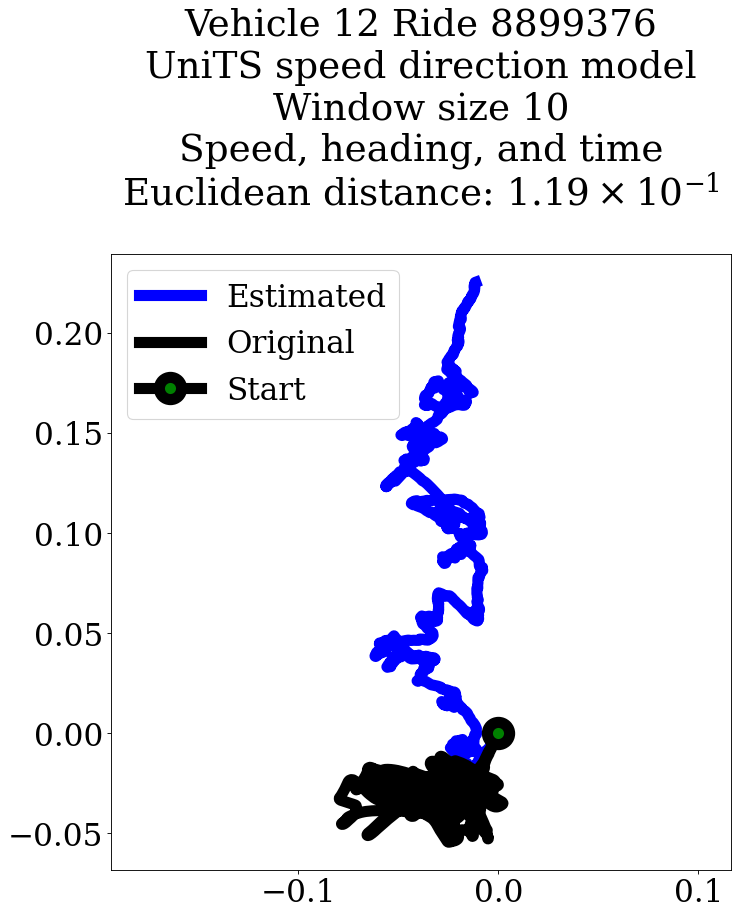 Vehicle 12 Ride 8899376
UniTS speed direction model
Window size 10
Speed, heading, and time
Euclidean distance: 1.19 × 10⁻¹
Estimated
Original
Start
0.20
0.15
0.10
0.05
0.00
−0.05
−0.1
0.0
0.1